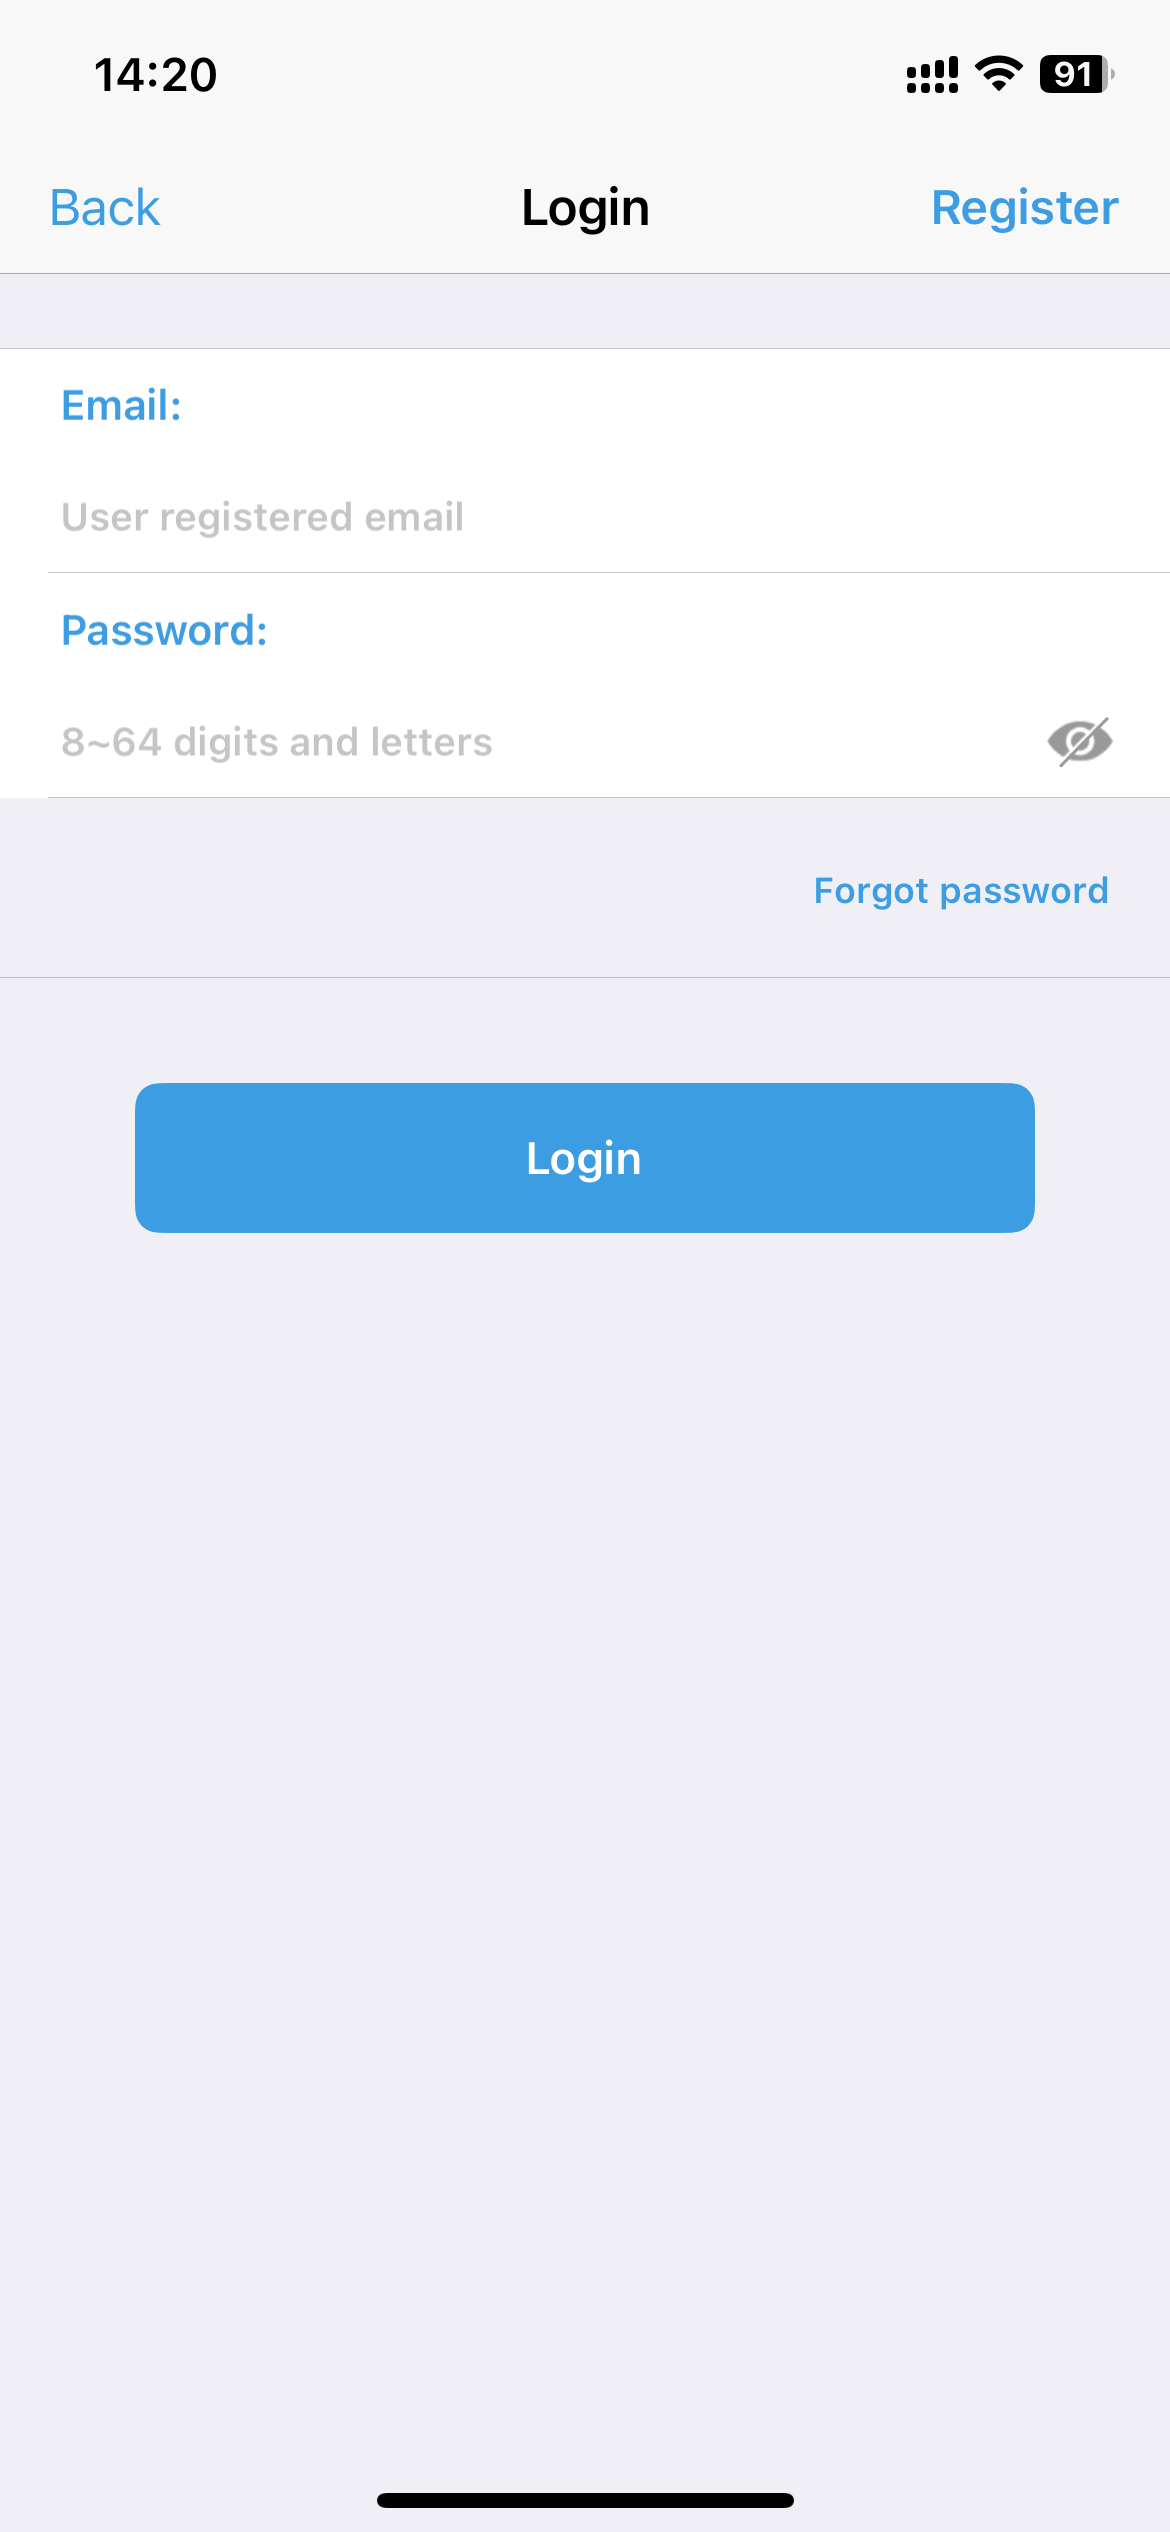 14:20
91
Back
Login
Register
Email:
User registered email
Password:
8~64 digits and letters
Forgot password
Login